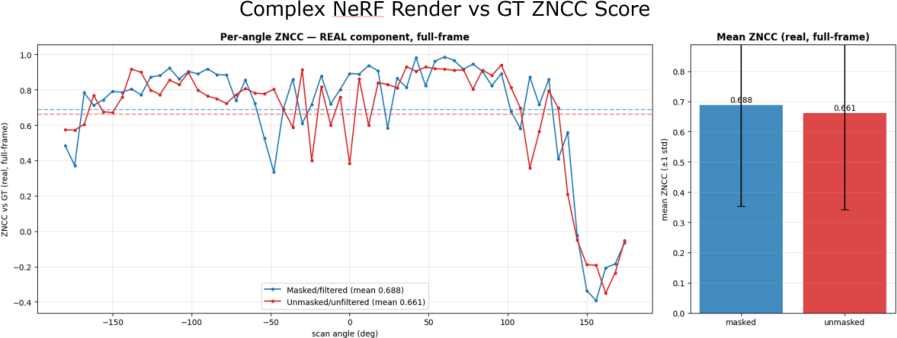 Complex NeRF Render vs GT ZNCC Score
Per-angle ZNCC — REAL component, full-frame
ZNCC vs GT (real, full-frame)
1.0
0.8
0.6
0.4
0.2
0.0
−0.2
−0.4
Masked/filtered (mean 0.688)
Unmasked/unfiltered (mean 0.661)
−150
−100
−50
0
50
100
150
scan angle (deg)
Mean ZNCC (real, full-frame)
mean ZNCC (±1 std)
0.8
0.7
0.6
0.5
0.4
0.3
0.2
0.1
0.0
0.688
0.661
masked
unmasked